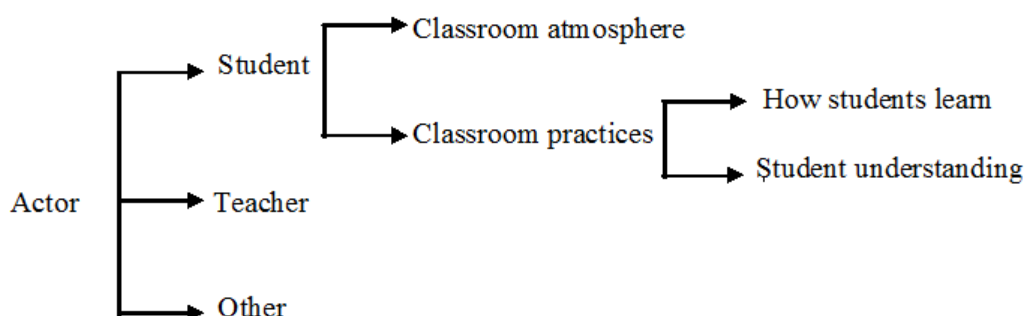 Classroom atmosphere
Student
How students learn
Classroom practices
Student understanding
Actor
Teacher
Other